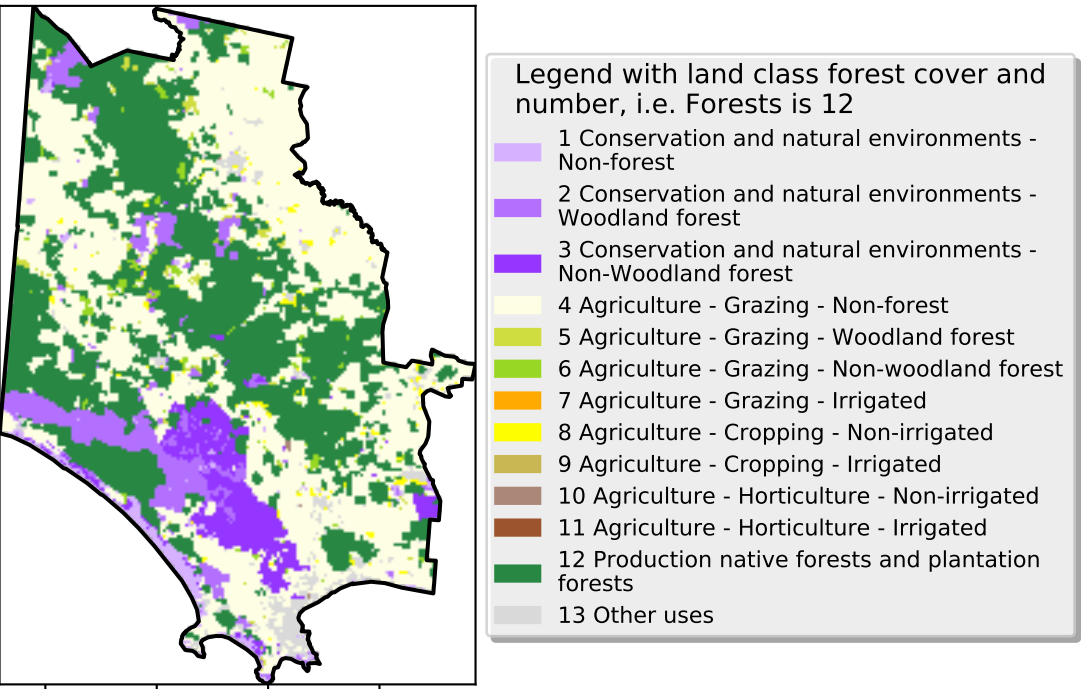 Legend with land class forest cover and
number, i.e. Forests is 12
1 Conservation and natural environments -
Non-forest
2 Conservation and natural environments -
Woodland forest
3 Conservation and natural environments -
Non-Woodland forest
4 Agriculture - Grazing - Non-forest
5 Agriculture - Grazing - Woodland forest
6 Agriculture - Grazing - Non-woodland forest
7 Agriculture - Grazing - Irrigated
8 Agriculture - Cropping - Non-irrigated
9 Agriculture - Cropping - Irrigated
10 Agriculture - Horticulture - Non-irrigated
11 Agriculture - Horticulture - Irrigated
12 Production native forests and plantation
forests
13 Other uses